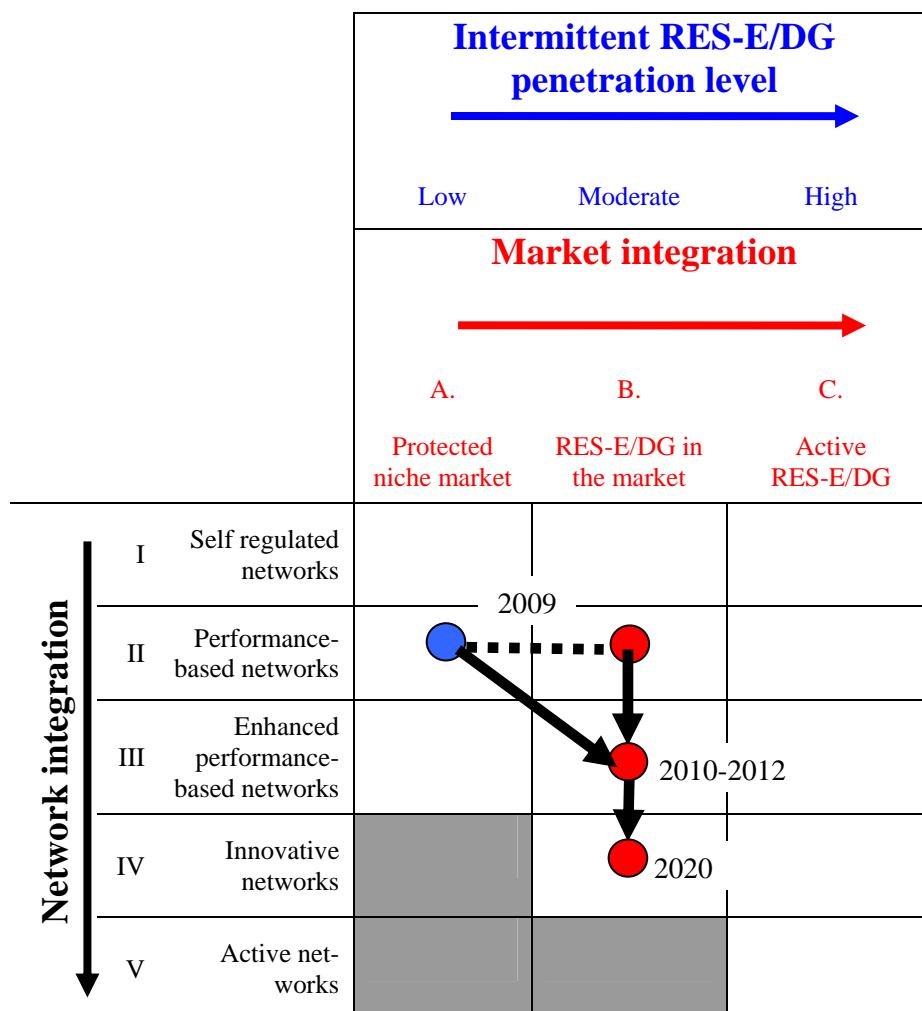 Intermittent RES-E/DG
penetration level
Low
Moderate
High
Market integration
A.
B.
C.
Protected
niche market
RES-E/DG in
the market
Active
RES-E/DG
Network integration
I
Self regulated
networks
2009
II
Performance-
based networks
III
Enhanced
performance-
based networks
2010-2012
IV
Innovative
networks
2020
V
Active net-
works